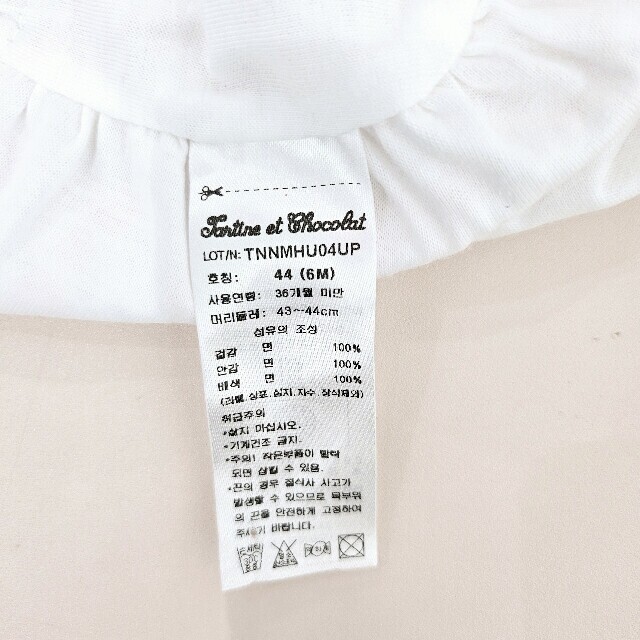 Tartine et Chocolat
LOT/N: TNNMHU04UP
호칭: 44 (6M)
사용연령: 36개월 미만
머리둘레: 43~44cm
섬유의 조성
겉감 면 100%
안감 면 100%
배색 면 100%
(라벨,상표,심지,자수,장식제외)
취급주의
*삶지 마십시오.
*기계건조 금지.
*주의! 작은부품이 탈락
되면 삼킬 수 있음.
*끈의 경우 질식사 사고가
발생할 수 있으므로 목부위
의 끈을 안전하게 고정하여
주시기 바랍니다.